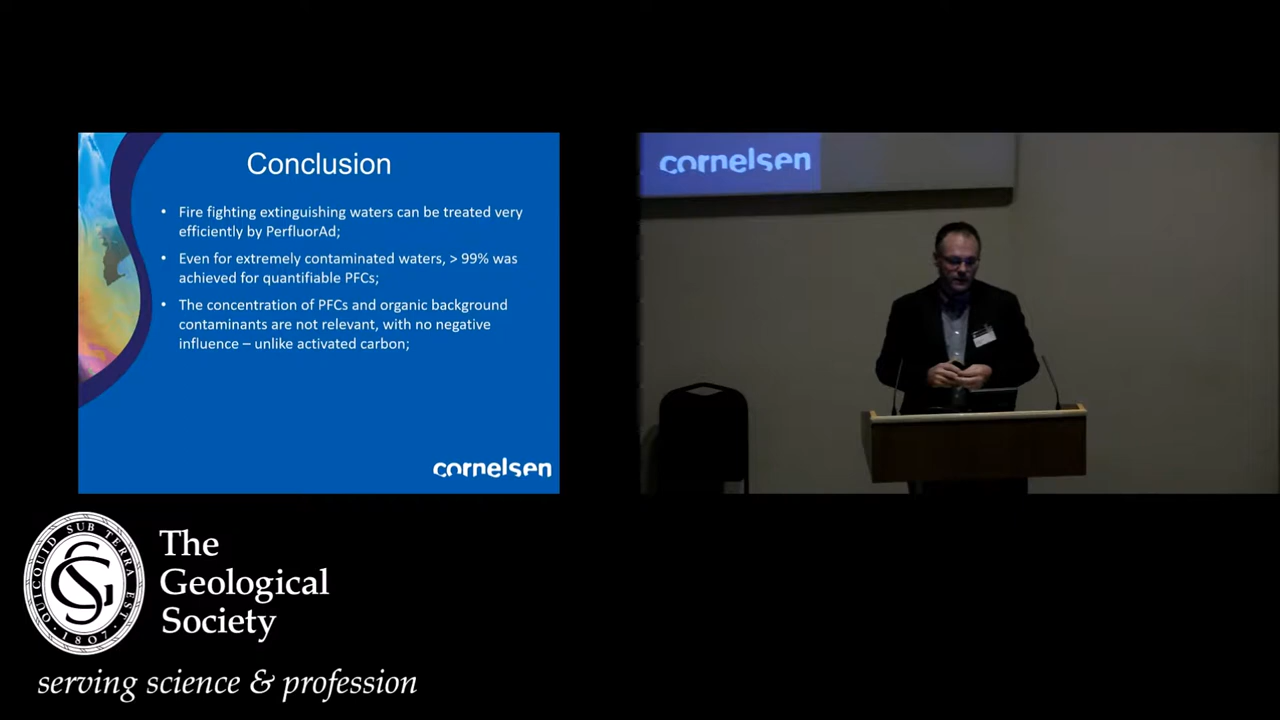 Conclusion
• Fire fighting extinguishing waters can be treated very
efficiently by PerfluorAd;
• Even for extremely contaminated waters, > 99% was
achieved for quantifiable PFCs;
• The concentration of PFCs and organic background
contaminants are not relevant, with no negative
influence – unlike activated carbon;
cornelsen
cornelsen
QUICQUID SUB TERRA EST
SG
1807
The
Geological
Society
serving science & profession